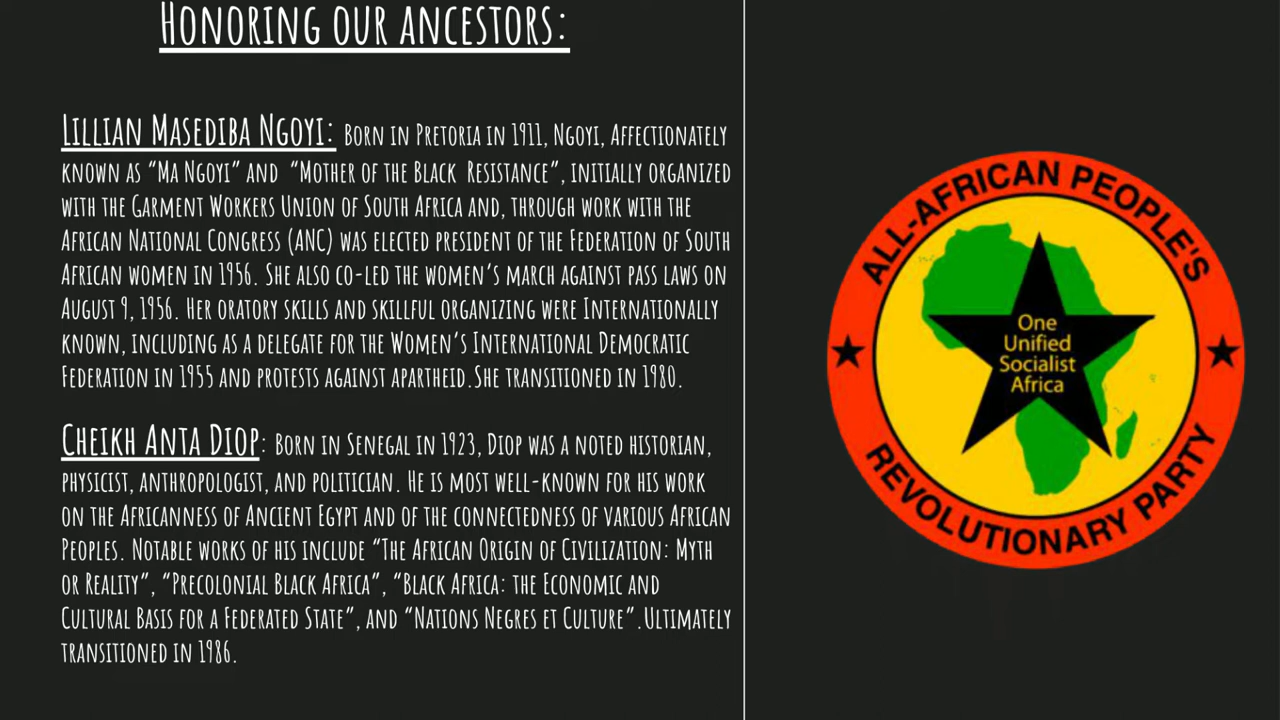 Honoring our ancestors:
Lillian Masediba Ngoyi: Born in Pretoria in 1911, Ngoyi, Affectionately
known as “Ma Ngoyi” and “Mother of the Black Resistance”, initially organized
with the Garment Workers Union of South Africa and, through work with the
African National Congress (ANC) was elected president of the Federation of South
African women in 1956. She also co-led the women’s march against pass laws on
August 9, 1956. Her oratory skills and skillful organizing were Internationally
known, including as a delegate for the Women’s International Democratic
Federation in 1955 and protests against apartheid.She transitioned in 1980.
Cheikh Anta Diop: Born in Senegal in 1923, Diop was a noted historian,
physicist, anthropologist, and politician. He is most well-known for his work
on the Africanness of Ancient Egypt and of the connectedness of various African
Peoples. Notable works of his include “The African Origin of Civilization: Myth
or Reality”, “Precolonial Black Africa”, “Black Africa: the Economic and
Cultural Basis for a Federated State”, and “Nations Negres et Culture”.Ultimately
transitioned in 1986.
ALL-AFRICAN PEOPLE'S
One
Unified
Socialist
Africa
REVOLUTIONARY PARTY